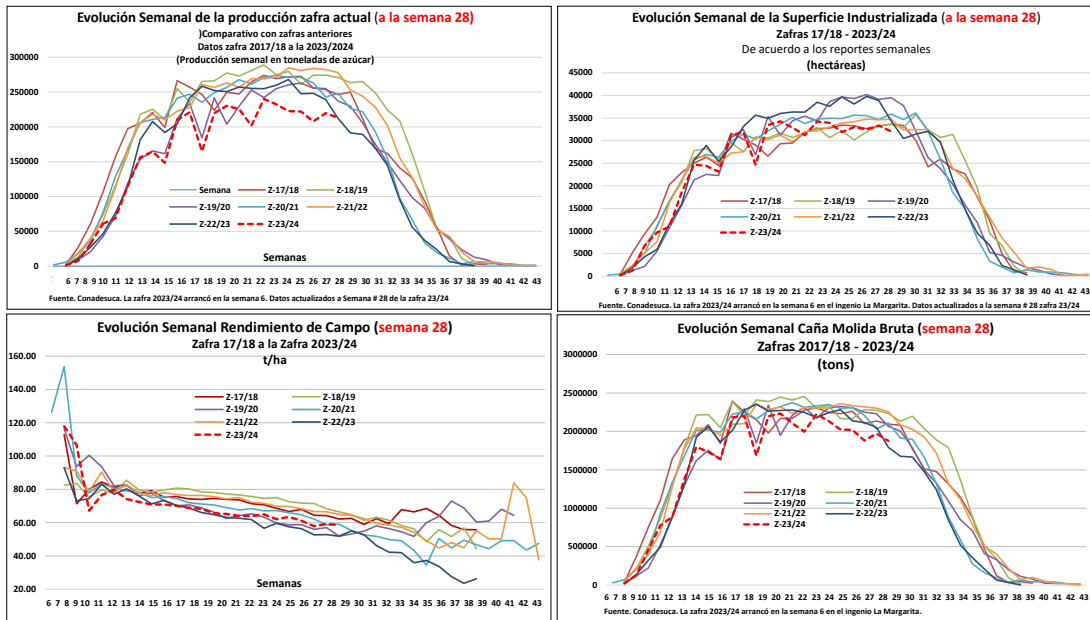 Evolución Semanal de la producción zafra actual (a la semana 28)
)Comparativo con zafras anteriores
Datos zafra 2017/18 a la 2023/2024
(Producción semanal en toneladas de azúcar)
300000
250000
200000
150000
100000
50000
0
Semana
Z-17/18
Z-18/19
Z-19/20
Z-20/21
Z-21/22
Z-22/23
Z-23/24
Semanas
6 7 8 9 10 11 12 13 14 15 16 17 18 19 20 21 22 23 24 25 26 27 28 29 30 31 32 33 34 35 36 37 38 39 40 41 42 43
Fuente. Conadesuca. La zafra 2023/24 arrancó en la semana 6. Datos actualizados a Semana # 28 de la zafra 23/24
Evolución Semanal de la Superficie Industrializada (a la semana 28)
Zafras 17/18 - 2023/24
De acuerdo a los reportes semanales
(hectáreas)
45000
40000
35000
30000
25000
20000
15000
10000
5000
0
Z-17/18
Z-18/19
Z-19/20
Z-20/21
Z-21/22
Z-22/23
Z-23/24
6 7 8 9 10 11 12 13 14 15 16 17 18 19 20 21 22 23 24 25 26 27 28 29 30 31 32 33 34 35 36 37 38 39 40 41 42 43
Fuente. Conadesuca. La zafra 2023/24 arrancó en la semana 6 en el ingenio La Margarita. Datos actualizados a la semana # 28 zafra 23/24
Evolución Semanal Rendimiento de Campo (semana 28)
Zafra 17/18 a la Zafra 2023/24
t/ha
160.00
140.00
120.00
100.00
80.00
60.00
40.00
20.00
Z-17/18
Z-18/19
Z-19/20
Z-20/21
Z-21/22
Z-22/23
Z-23/24
Semanas
6 7 8 9 10 11 12 13 14 15 16 17 18 19 20 21 22 23 24 25 26 27 28 29 30 31 32 33 34 35 36 37 38 39 40 41 42 43
Evolución Semanal Caña Molida Bruta (semana 28)
Zafras 2017/18 - 2023/24
(tons)
3000000
2500000
2000000
1500000
1000000
500000
0
Z-17/18
Z-18/19
Z-19/20
Z-20/21
Z-21/22
Z-22/23
Z-23/24
6 7 8 9 10 11 12 13 14 15 16 17 18 19 20 21 22 23 24 25 26 27 28 29 30 31 32 33 34 35 36 37 38 39 40 41 42 43
Fuente. Conadesuca. La zafra 2023/24 arrancó en la semana 6 en el ingenio La Margarita.